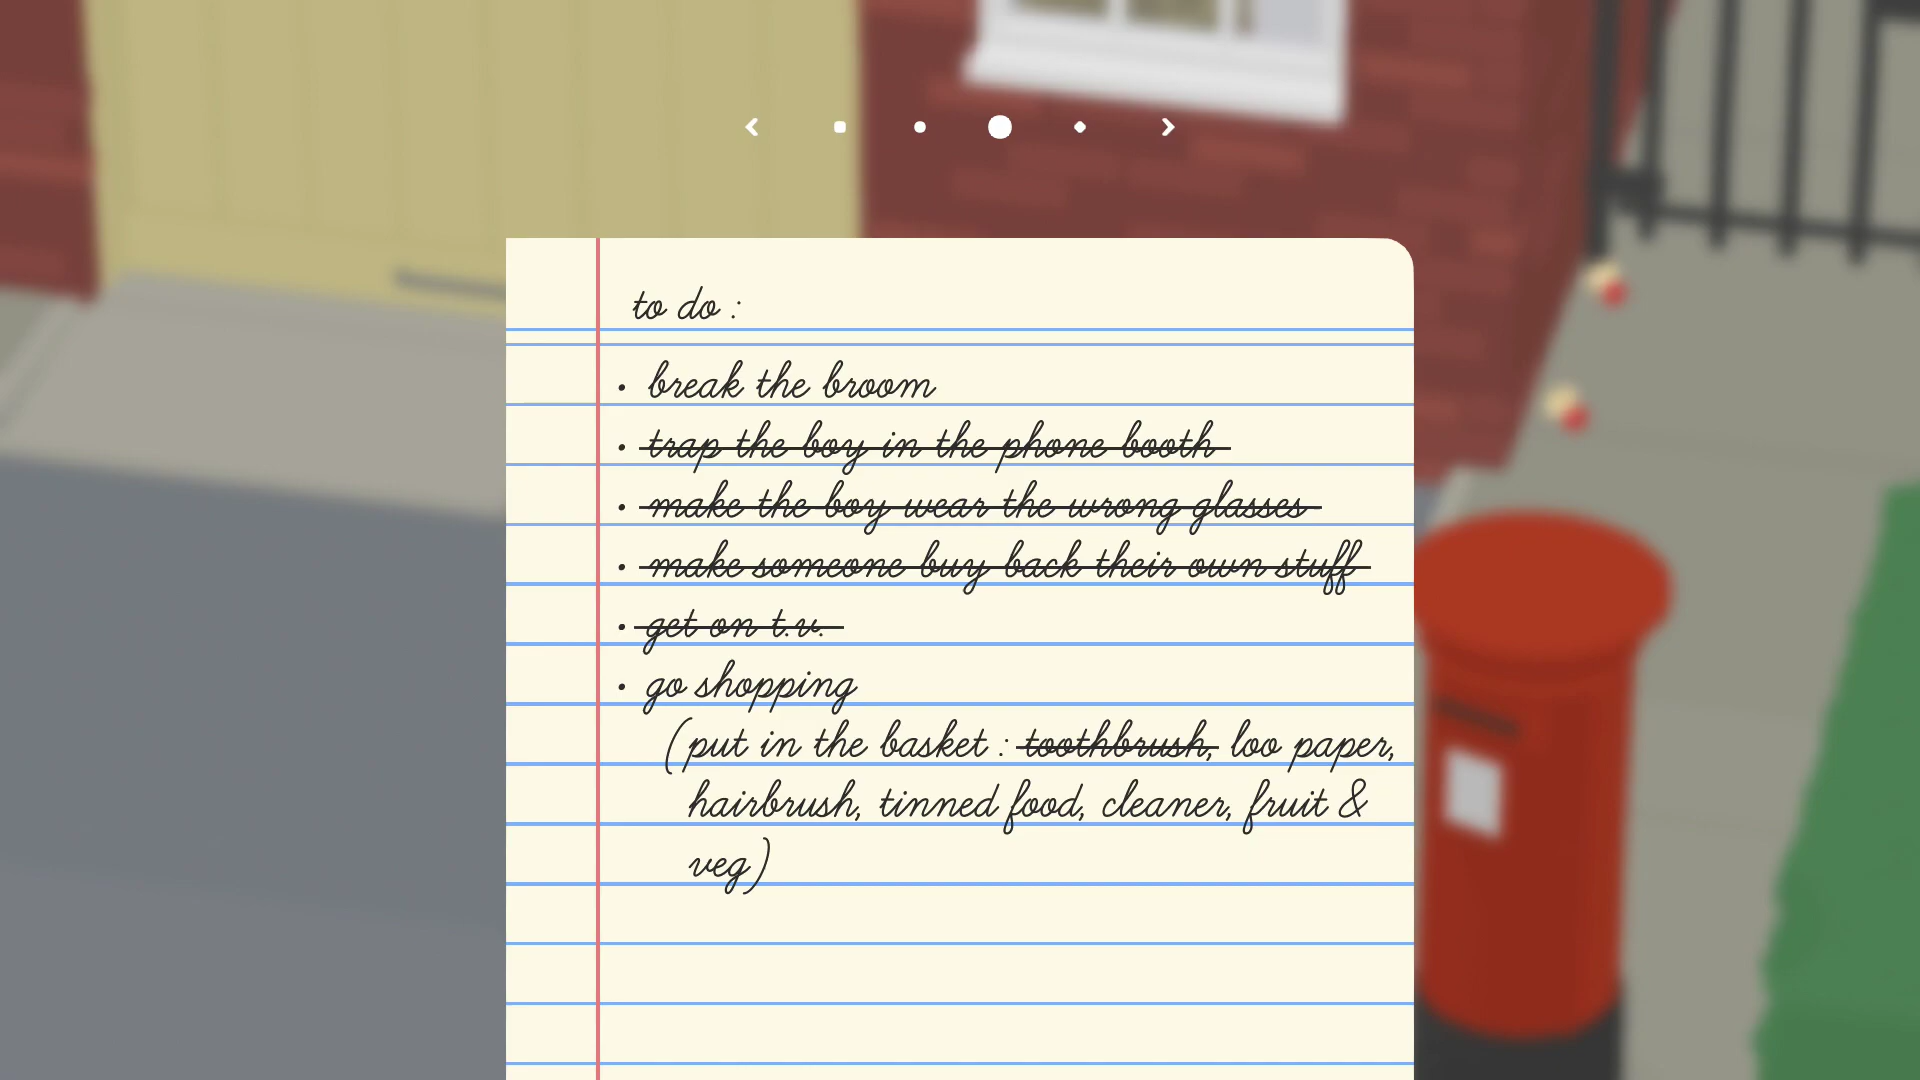 to do :
• break the broom
• trap the boy in the phone booth
• make the boy wear the wrong glasses
• make someone buy back their own stuff
• get on t.v.
• go shopping
(put in the basket : toothbrush, loo paper,
hairbrush, tinned food, cleaner, fruit &
veg)